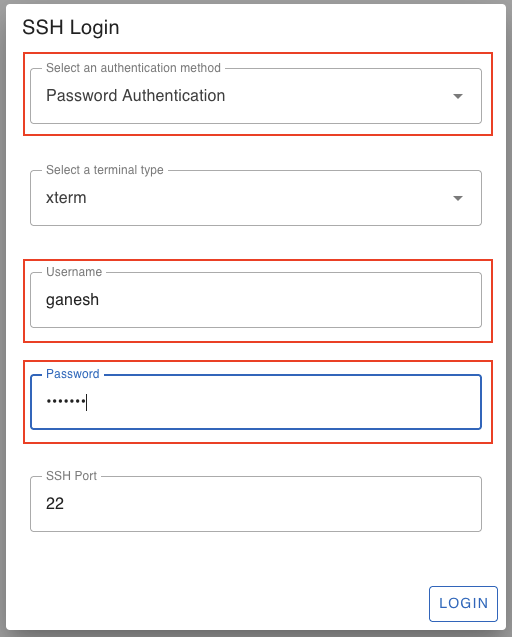 SSH Login
Select an authentication method
Password Authentication
Select a terminal type
xterm
Username
ganesh
Password
•••••••
SSH Port
22
LOGIN